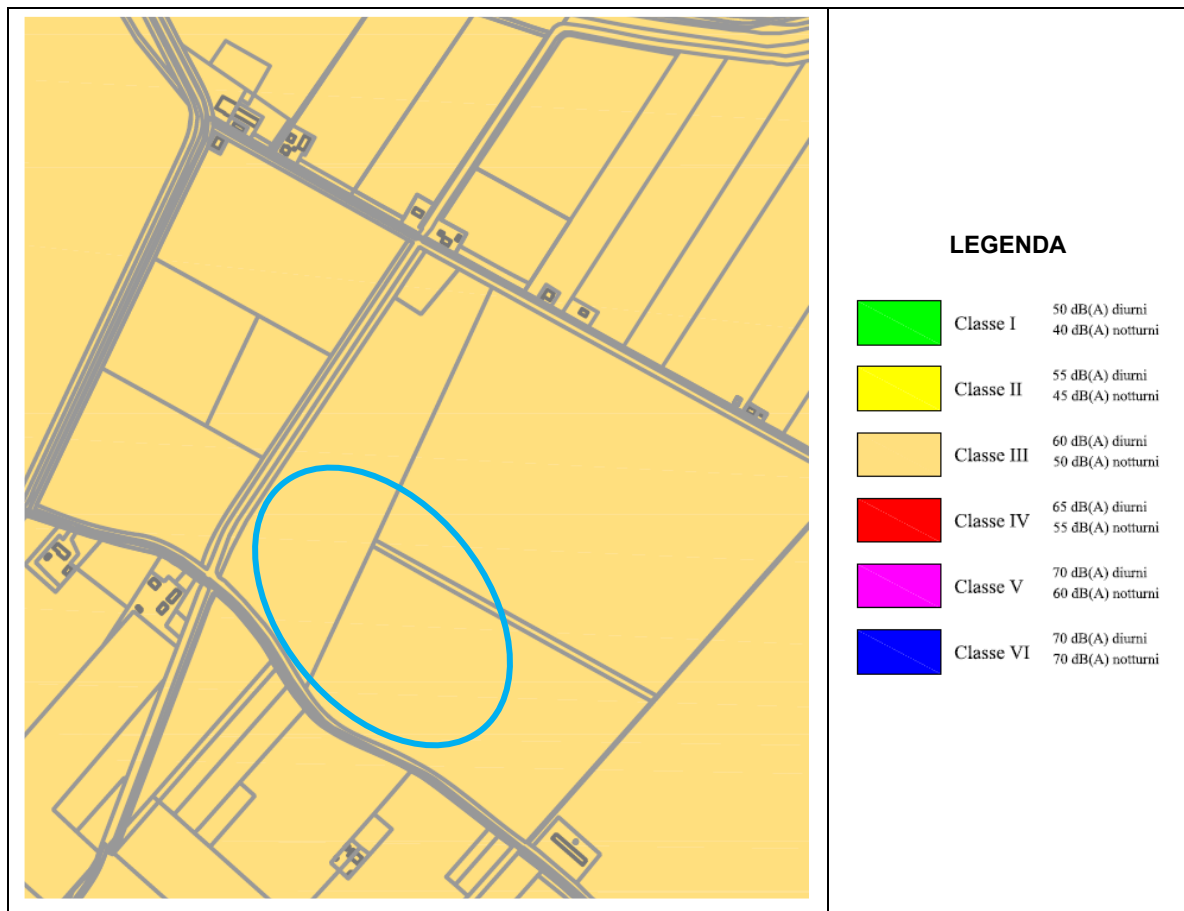 LEGENDA
Classe I
50 dB(A) diurni
40 dB(A) notturni
Classe II
55 dB(A) diurni
45 dB(A) notturni
Classe III
60 dB(A) diurni
50 dB(A) notturni
Classe IV
65 dB(A) diurni
55 dB(A) notturni
Classe V
70 dB(A) diurni
60 dB(A) notturni
Classe VI
70 dB(A) diurni
70 dB(A) notturni